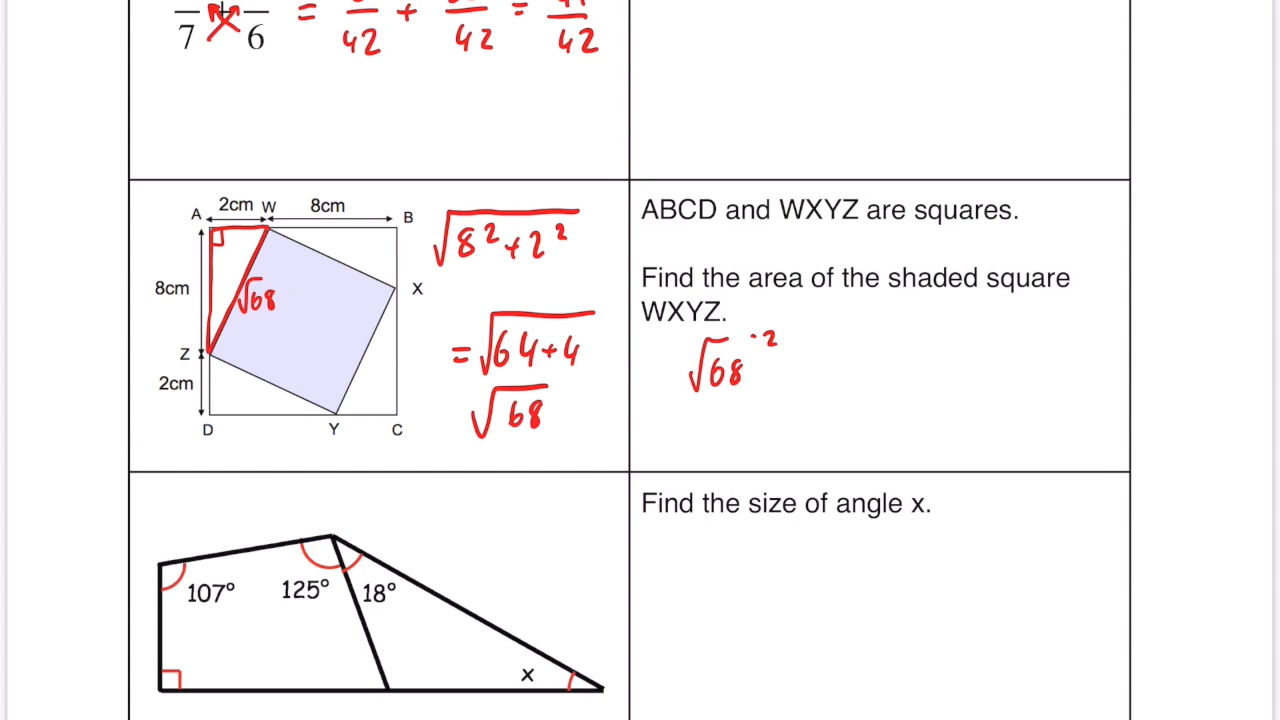 7 6 = 42 + 42 = 42
A 2cm W 8cm B
8cm
√68
X
Z
2cm
D Y C
√8²+2²
=√64+4
√68
ABCD and WXYZ are squares.
Find the area of the shaded square
WXYZ.
√68 ²
107° 125° 18°
x
Find the size of angle x.